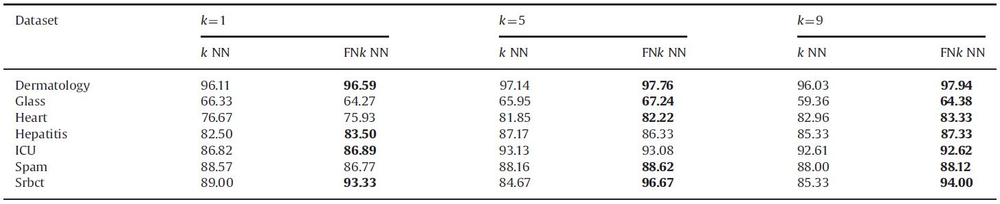 Dataset k=1 k=5 k=9
k NN FNk NN k NN FNk NN k NN FNk NN
Dermatology 96.11 96.59 97.14 97.76 96.03 97.94
Glass 66.33 64.27 65.95 67.24 59.36 64.38
Heart 76.67 75.93 81.85 82.22 82.96 83.33
Hepatitis 82.50 83.50 87.17 86.33 85.33 87.33
ICU 86.82 86.89 93.13 93.08 92.61 92.62
Spam 88.57 86.77 88.16 88.62 88.00 88.12
Srbct 89.00 93.33 84.67 96.67 85.33 94.00